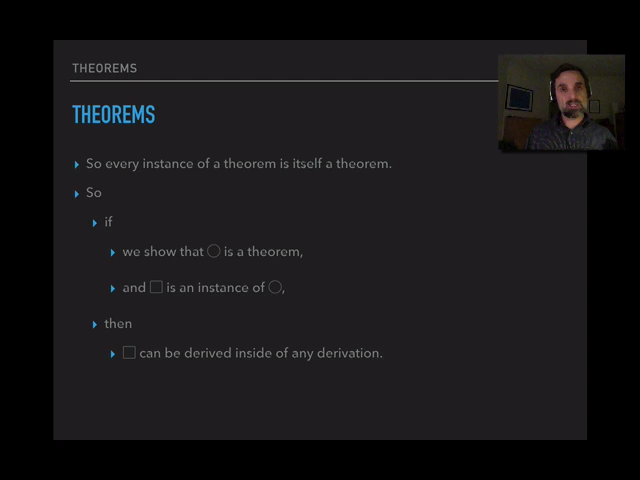 THEOREMS
THEOREMS
So every instance of a theorem is itself a theorem.
So
if
we show that ○ is a theorem,
and □ is an instance of ○,
then
□ can be derived inside of any derivation.